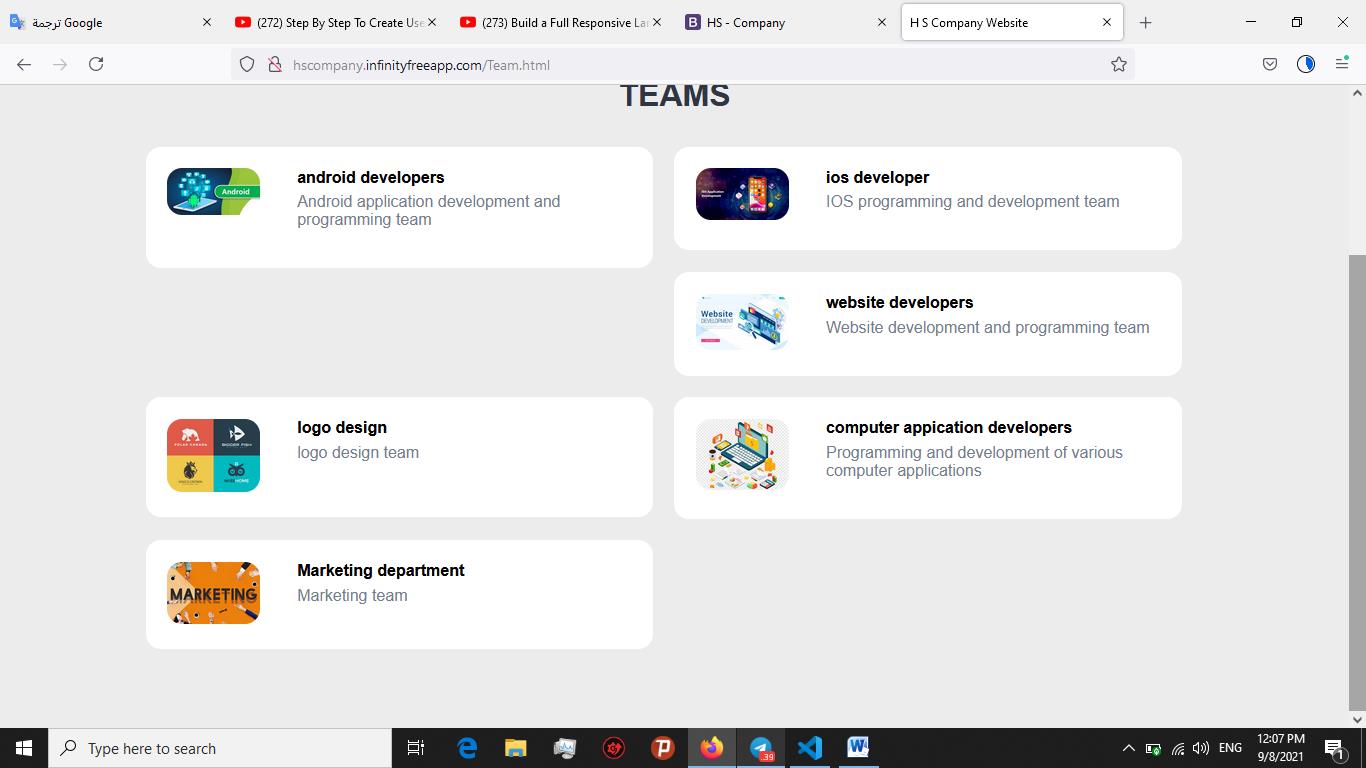 ترجمة Google
(272) Step By Step To Create Use
(273) Build a Full Responsive La
B
HS - Company
H S Company Website
hscompany.infinityfreeapp.com/Team.html
TEAMS
Android
android developers
Android application development and
programming team
ios developer
IOS programming and development team
Website
DEVELOPMENT
website developers
Website development and programming team
logo design
logo design team
computer appication developers
Programming and development of various
computer applications
MARKETING
Marketing department
Marketing team
Type here to search
39
ENG
12:07 PM
9/8/2021
1